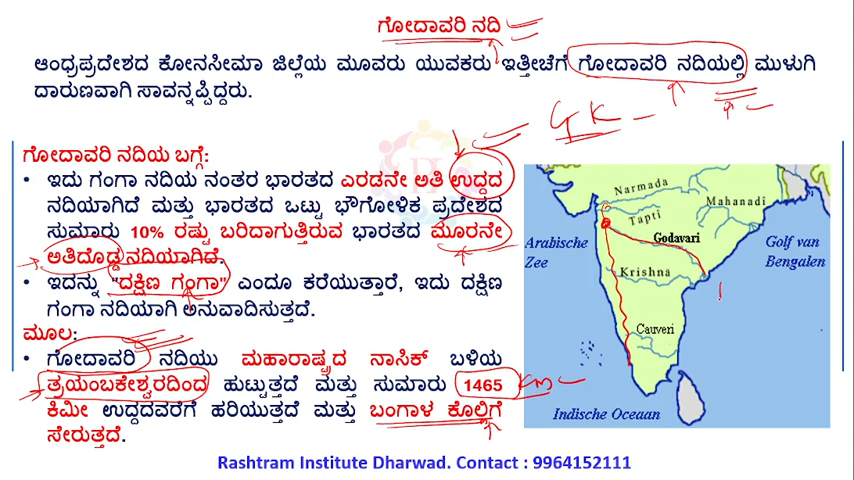 ಗೋದಾವರಿ ನದಿ
ಆಂಧ್ರಪ್ರದೇಶದ ಕೋನಸೀಮಾ ಜಿಲ್ಲೆಯ ಮೂವರು ಯುವಕರು ಇತ್ತೀಚೆಗೆ ಗೋದಾವರಿ ನದಿಯಲ್ಲಿ ಮುಳುಗಿ
ದಾರುಣವಾಗಿ ಸಾವನ್ನಪ್ಪಿದ್ದರು.
GK
ಗೋದಾವರಿ ನದಿಯ ಬಗ್ಗೆ:
• ಇದು ಗಂಗಾ ನದಿಯ ನಂತರ ಭಾರತದ ಎರಡನೇ ಅತಿ ಉದ್ದದ
ನದಿಯಾಗಿದೆ ಮತ್ತು ಭಾರತದ ಒಟ್ಟು ಭೌಗೋಳಿಕ ಪ್ರದೇಶದ
ಸುಮಾರು 10% ರಷ್ಟು ಬರಿದಾಗುತ್ತಿರುವ ಭಾರತದ ಮೂರನೇ
ಅತಿದೊಡ್ಡ ನದಿಯಾಗಿದೆ.
• ಇದನ್ನು "ದಕ್ಷಿಣ ಗಂಗಾ" ಎಂದೂ ಕರೆಯುತ್ತಾರೆ, ಇದು ದಕ್ಷಿಣ
ಗಂಗಾ ನದಿಯಾಗಿ ಅನುವಾದಿಸುತ್ತದೆ.
ಮೂಲ:
• ಗೋದಾವರಿ ನದಿಯು ಮಹಾರಾಷ್ಟ್ರದ ನಾಸಿಕ್ ಬಳಿಯ
ತ್ರಯಂಬಕೇಶ್ವರದಿಂದ ಹುಟ್ಟುತ್ತದೆ ಮತ್ತು ಸುಮಾರು 1465 KM
ಕಿಮೀ ಉದ್ದದವರೆಗೆ ಹರಿಯುತ್ತದೆ ಮತ್ತು ಬಂಗಾಳ ಕೊಲ್ಲಿಗೆ
ಸೇರುತ್ತದೆ.
Narmada
Tapti
Mahanadi
Godavari
Arabische
Zee
Golf van
Bengalen
Krishna
Cauveri
Indische Oceaan
Rashtram Institute Dharwad. Contact : 9964152111